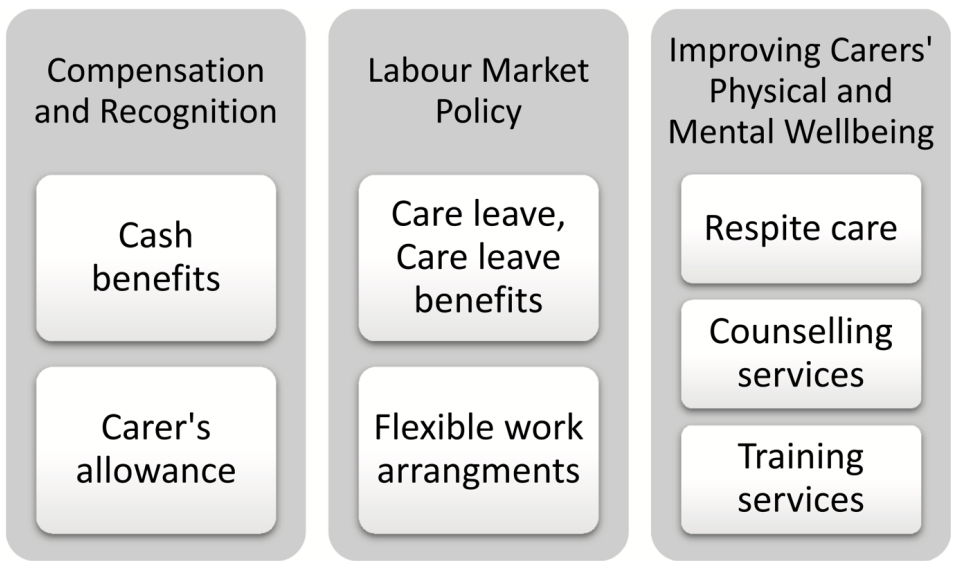 Compensation
and Recognition
Cash
benefits
Carer's
allowance
Labour Market
Policy
Care leave,
Care leave
benefits
Flexible work
arrangments
Improving Carers'
Physical and
Mental Wellbeing
Respite care
Counselling
services
Training
services